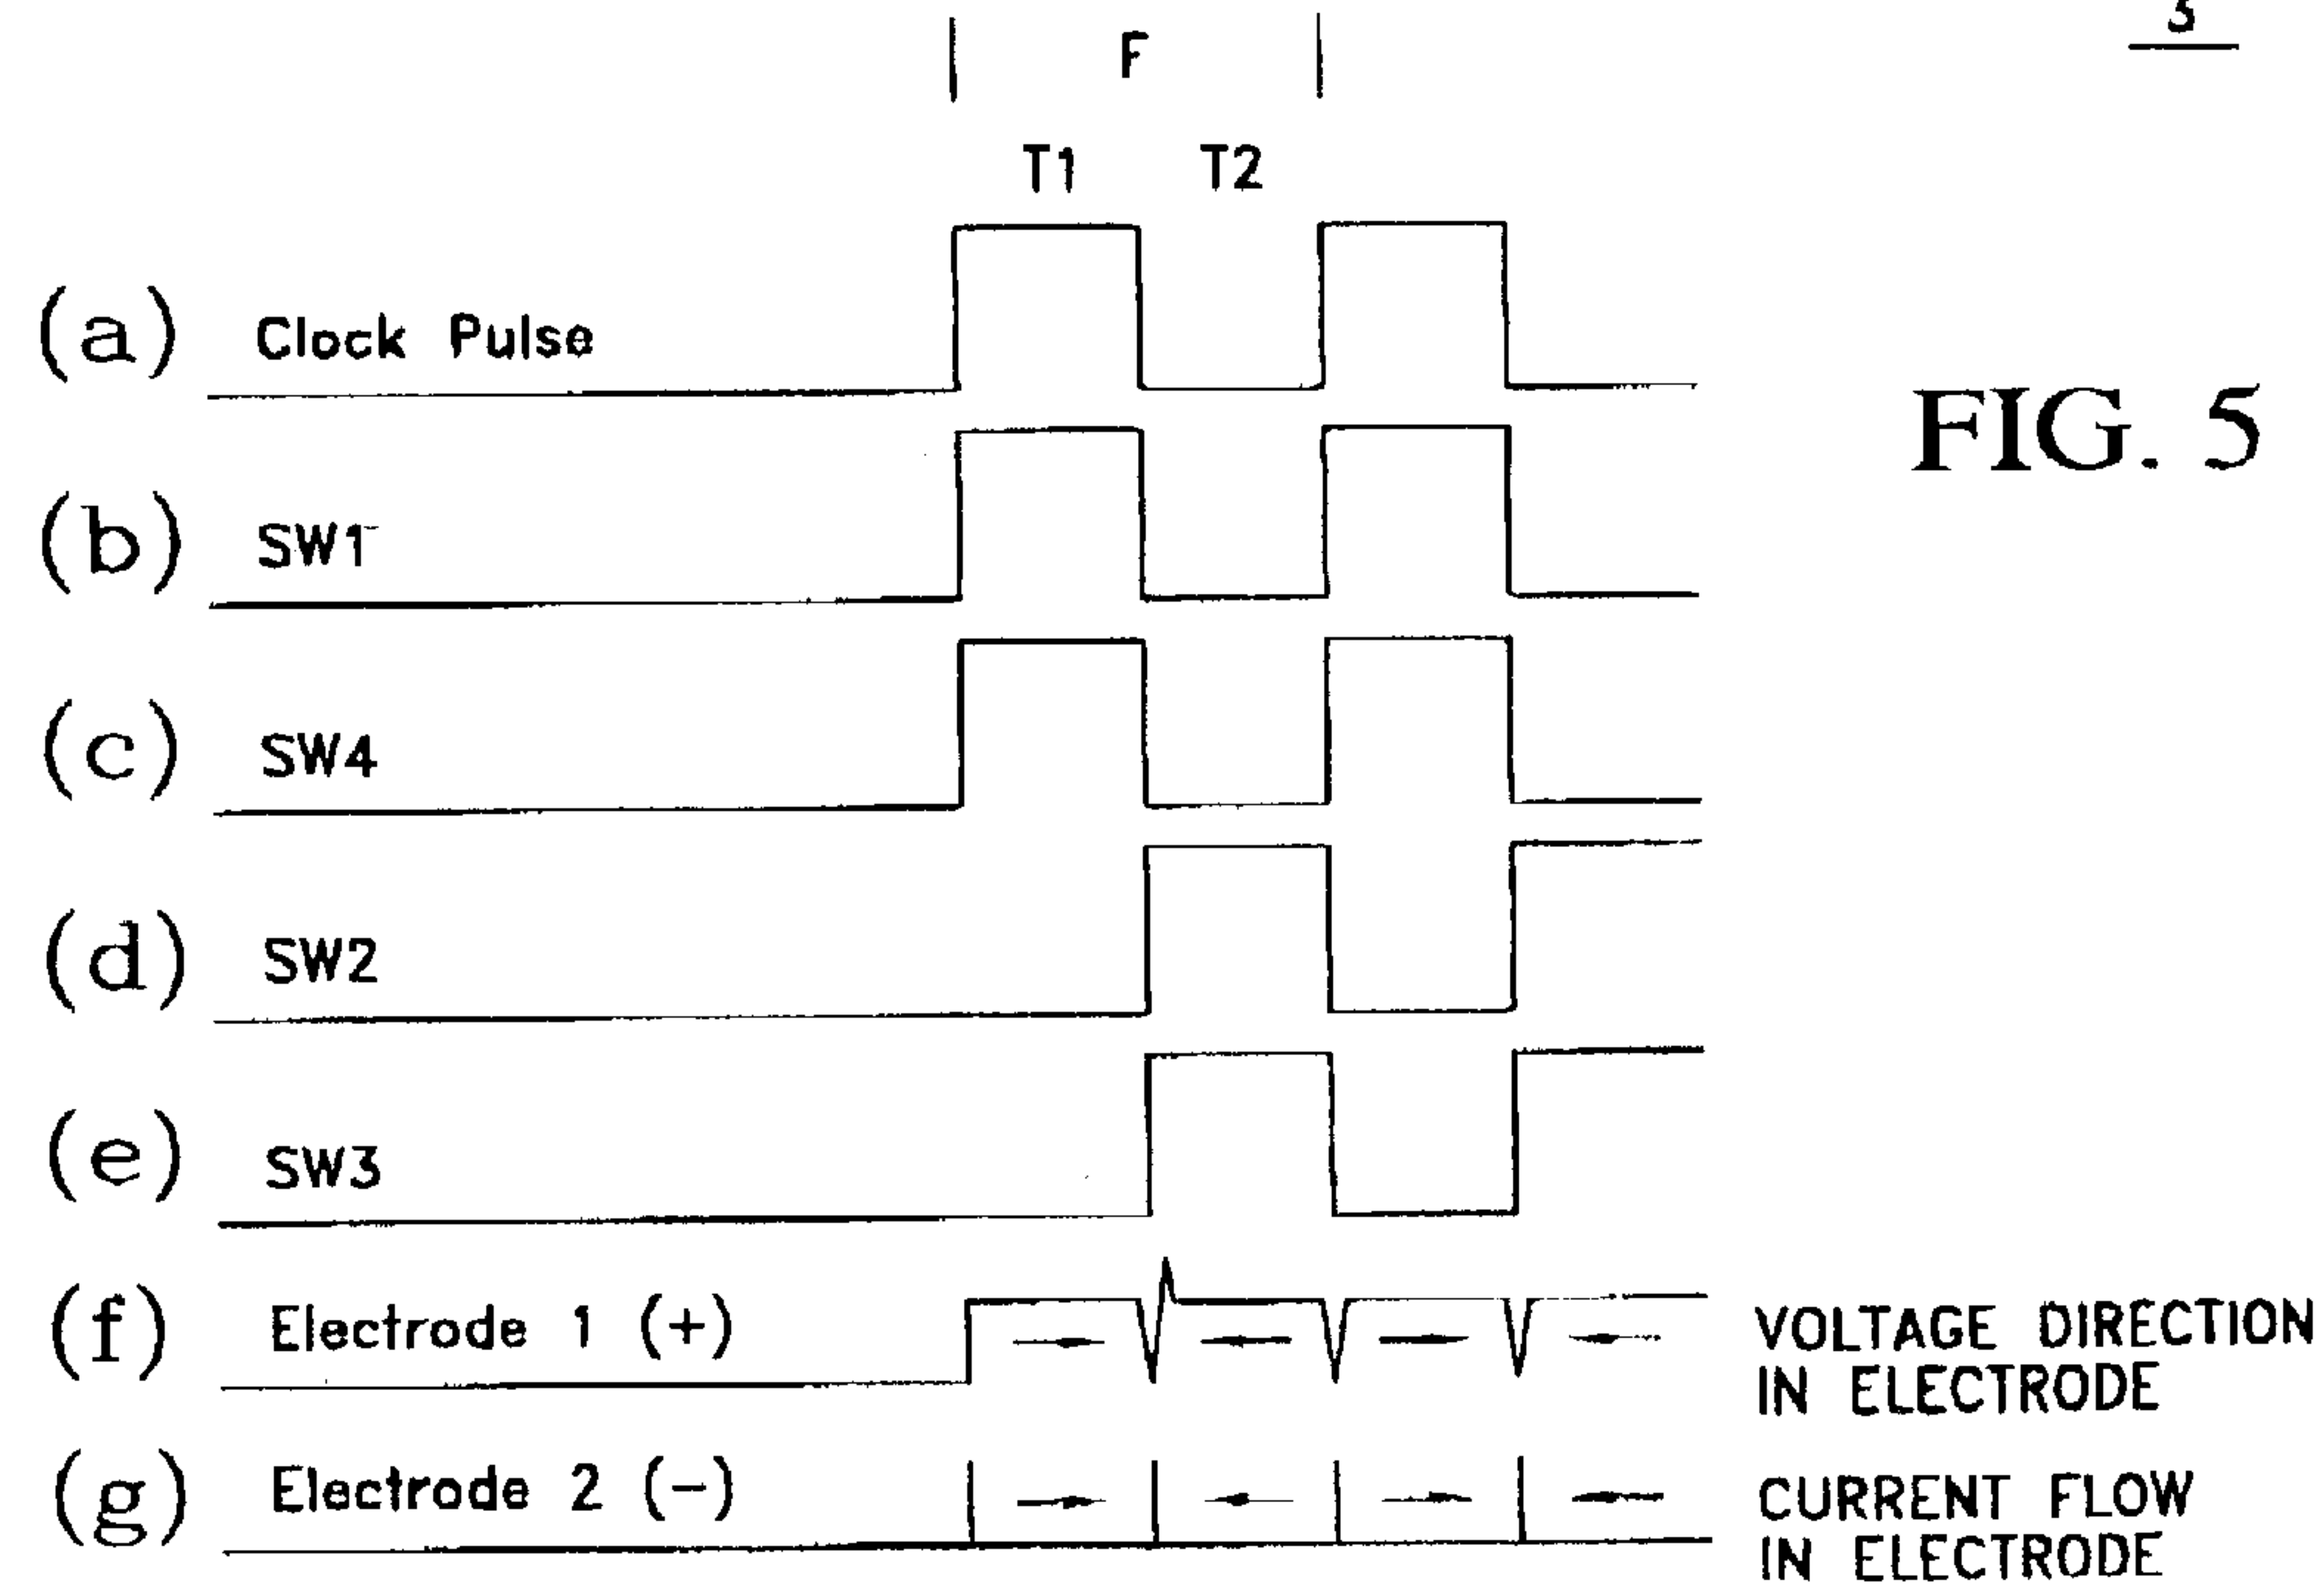 5
F
T1 T2
(a) Clock Pulse
FIG. 5
(b) SW1
(c) SW4
(d) SW2
(e) SW3
(f) Electrode 1 (+) VOLTAGE DIRECTION
IN ELECTRODE
(g) Electrode 2 (-) CURRENT FLOW
IN ELECTRODE